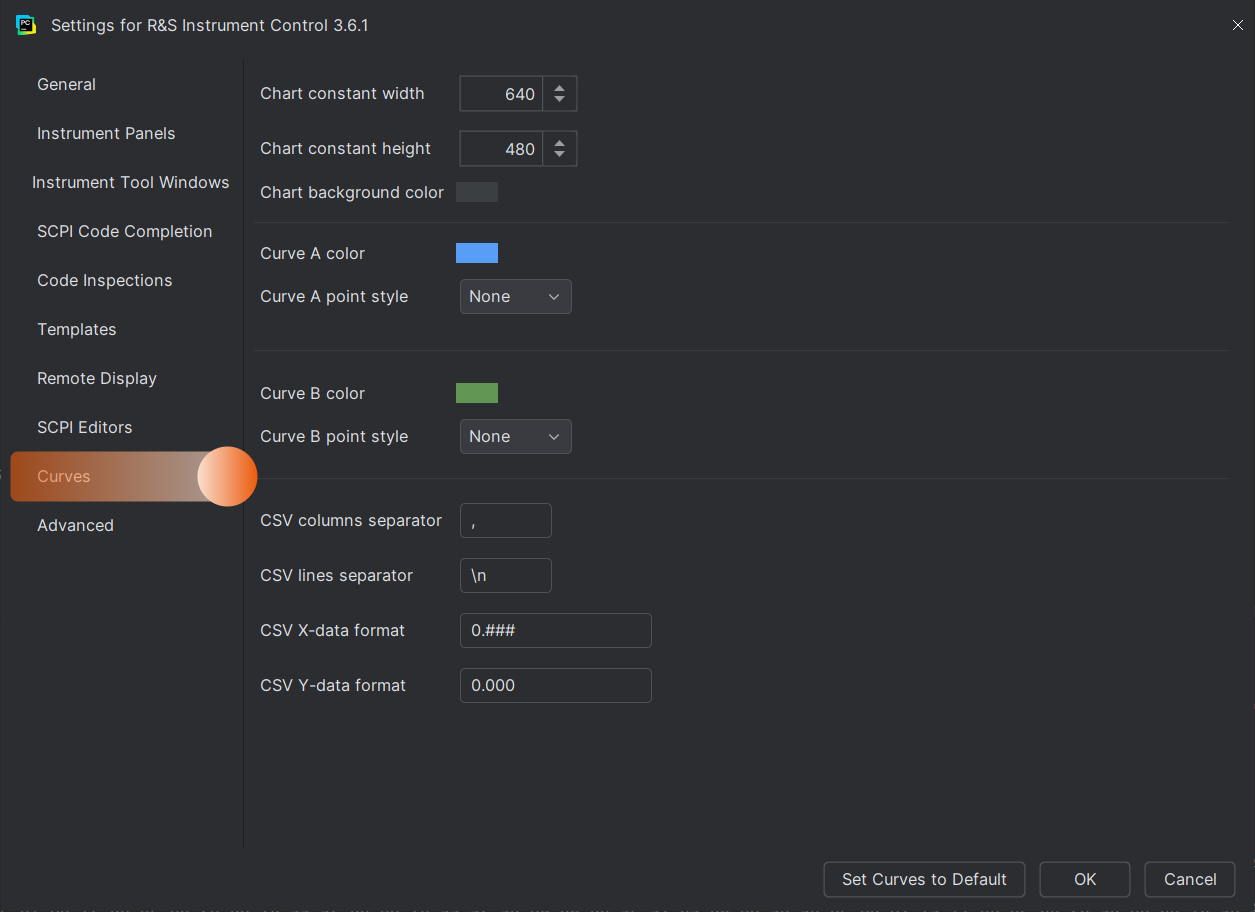 Settings for R&S Instrument Control 3.6.1
General
Instrument Panels
Instrument Tool Windows
SCPI Code Completion
Code Inspections
Templates
Remote Display
SCPI Editors
Curves
Advanced
Chart constant width 640
Chart constant height 480
Chart background color
Curve A color
Curve A point style None
Curve B color
Curve B point style None
CSV columns separator ,
CSV lines separator \n
CSV X-data format 0.###
CSV Y-data format 0.000
Set Curves to Default OK Cancel